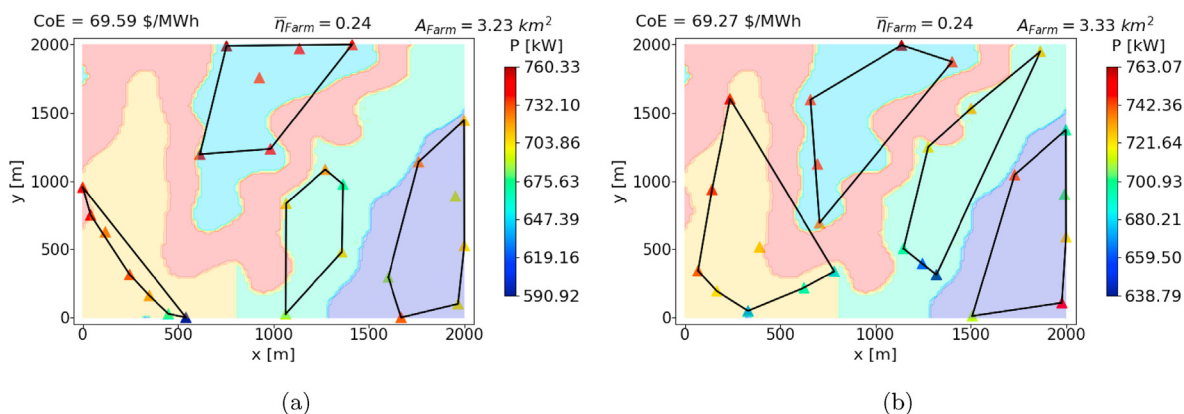 CoE = 69.59 $/MWh η̅Farm = 0.24 AFarm = 3.23 km²
P [kW]
2000
1500
1000
500
0
y [m]
0 500 1000 1500 2000
x [m]
760.33
732.10
703.86
675.63
647.39
619.16
590.92
(a)
CoE = 69.27 $/MWh η̅Farm = 0.24 AFarm = 3.33 km²
P [kW]
2000
1500
1000
500
0
y [m]
0 500 1000 1500 2000
x [m]
763.07
742.36
721.64
700.93
680.21
659.50
638.79
(b)